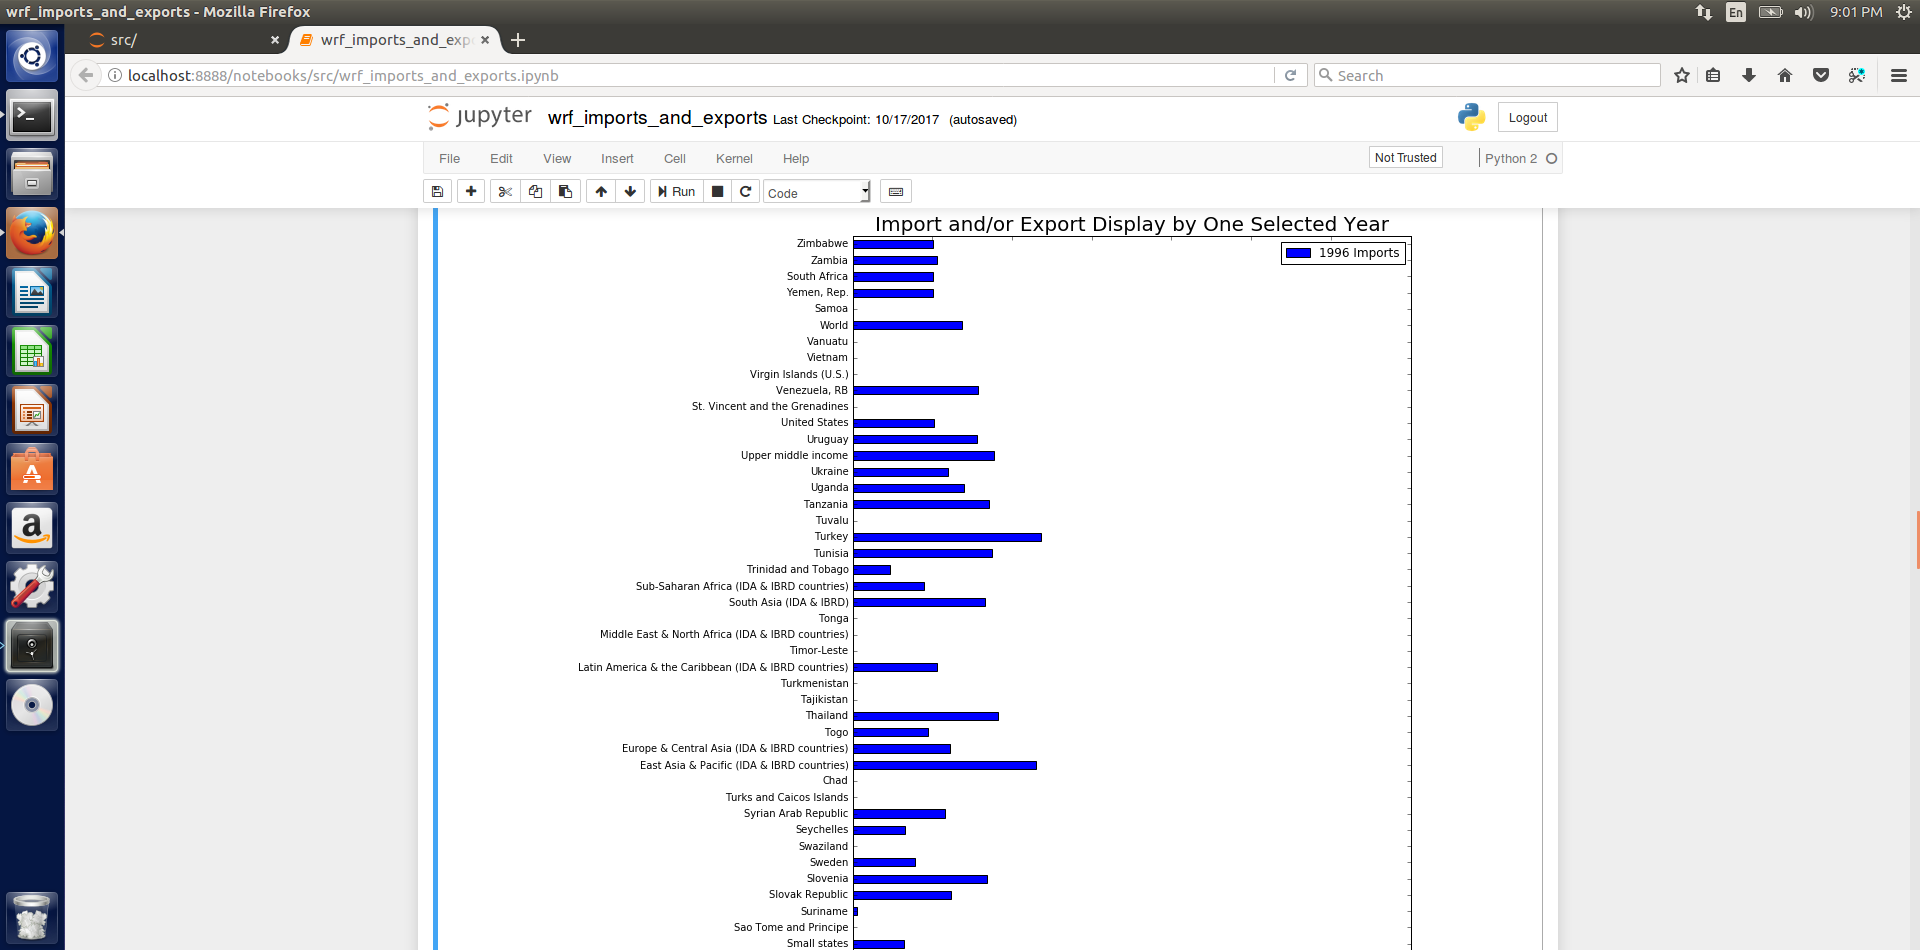 wrf_imports_and_exports - Mozilla Firefox
En
9:01 PM
src/
wrf_imports_and_exp
localhost:8888/notebooks/src/wrf_imports_and_exports.ipynb
Search
jupyter
wrf_imports_and_exports Last Checkpoint: 10/17/2017 (autosaved)
Logout
File Edit View Insert Cell Kernel Help
Not Trusted
Python 2
Run
Code
Import and/or Export Display by One Selected Year
1996 Imports
Zimbabwe
Zambia
South Africa
Yemen, Rep.
Samoa
World
Vanuatu
Vietnam
Virgin Islands (U.S.)
Venezuela, RB
St. Vincent and the Grenadines
United States
Uruguay
Upper middle income
Ukraine
Uganda
Tanzania
Tuvalu
Turkey
Tunisia
Trinidad and Tobago
Sub-Saharan Africa (IDA & IBRD countries)
South Asia (IDA & IBRD)
Tonga
Middle East & North Africa (IDA & IBRD countries)
Timor-Leste
Latin America & the Caribbean (IDA & IBRD countries)
Turkmenistan
Tajikistan
Thailand
Togo
Europe & Central Asia (IDA & IBRD countries)
East Asia & Pacific (IDA & IBRD countries)
Chad
Turks and Caicos Islands
Syrian Arab Republic
Seychelles
Swaziland
Sweden
Slovenia
Slovak Republic
Suriname
Sao Tome and Principe
Small states